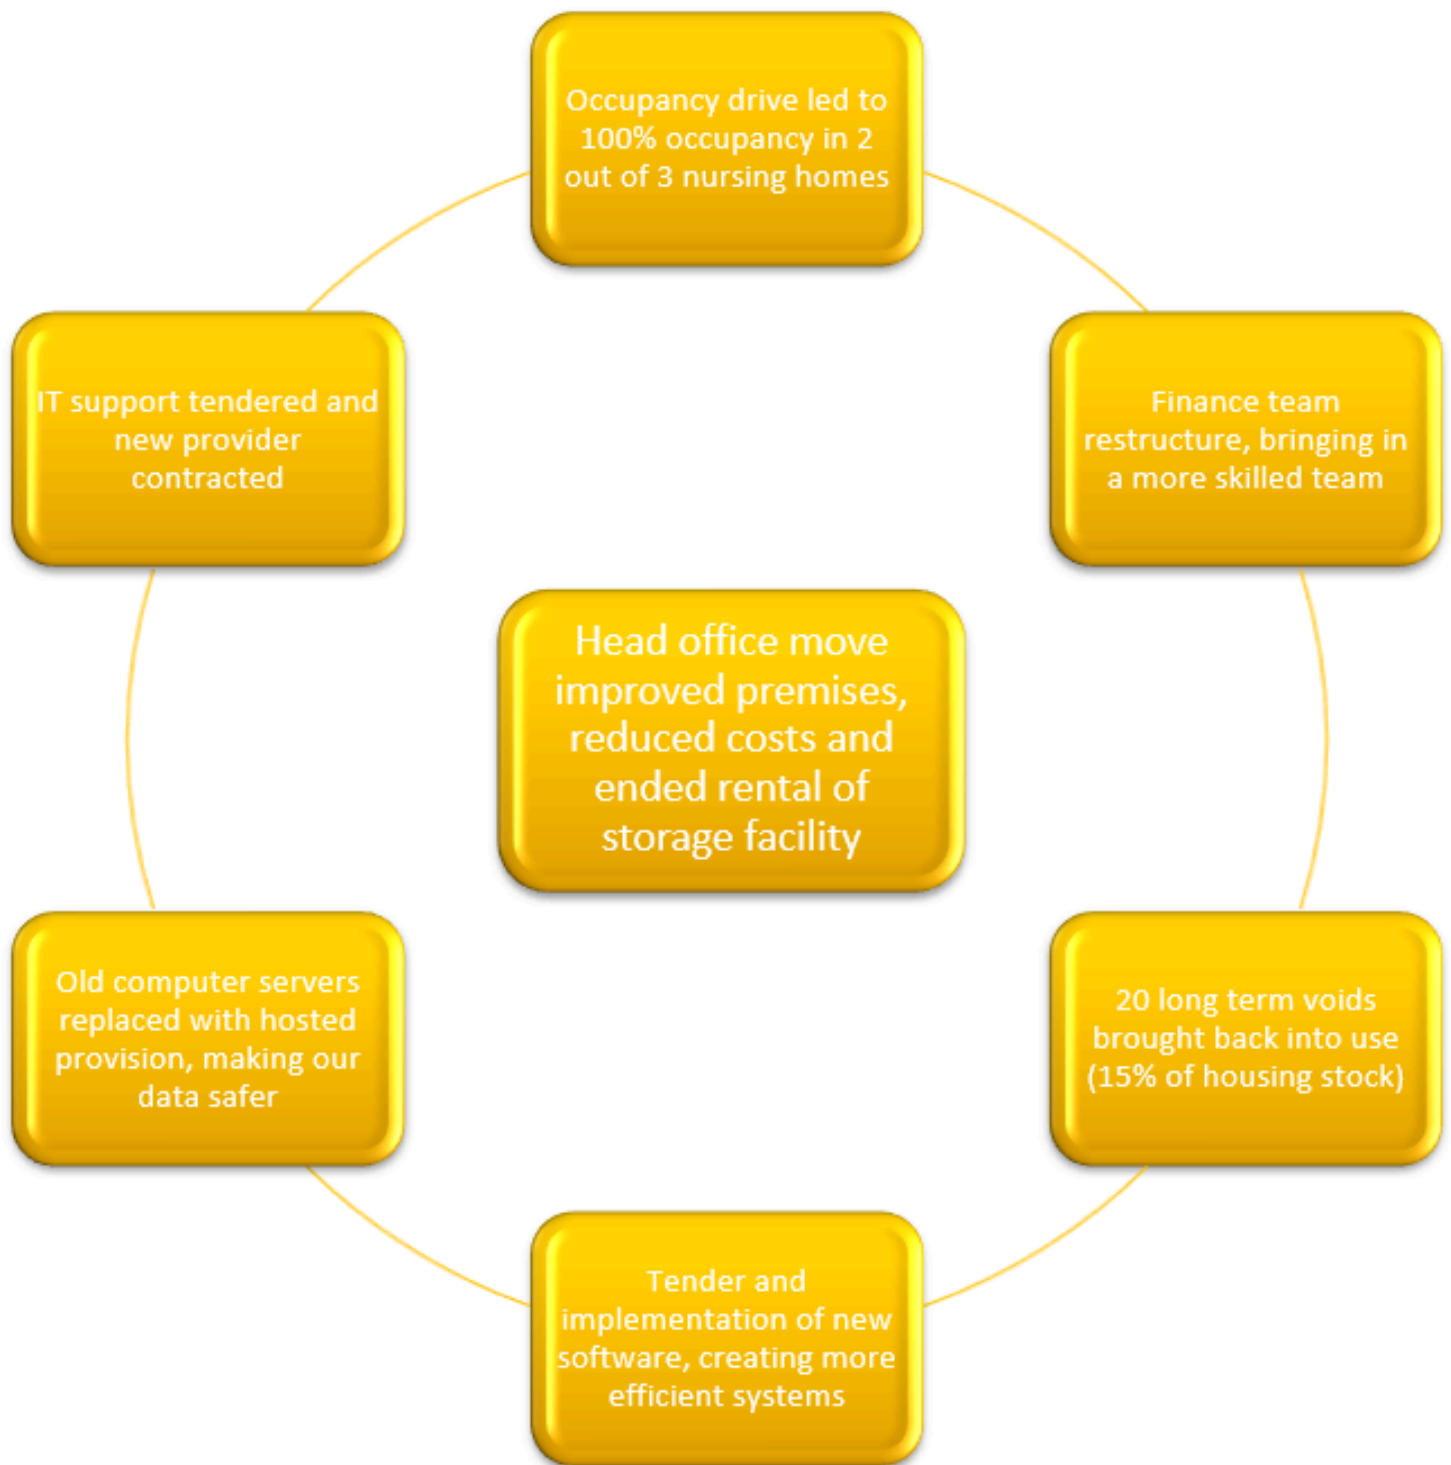 Occupancy drive led to
100% occupancy in 2
out of 3 nursing homes
IT support tendered and
new provider
contracted
Finance team
restructure, bringing in
a more skilled team
Head office move
improved premises,
reduced costs and
ended rental of
storage facility
Old computer servers
replaced with hosted
provision, making our
data safer
20 long term voids
brought back into use
(15% of housing stock)
Tender and
implementation of new
software, creating more
efficient systems